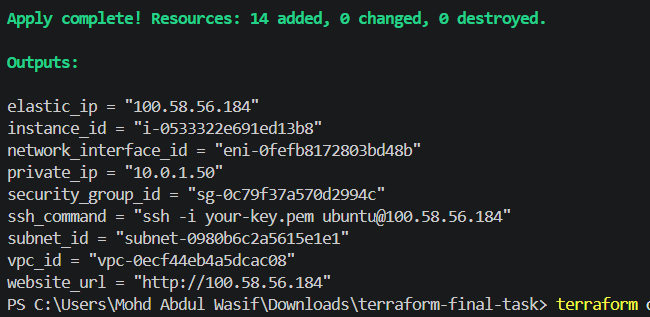 Apply complete! Resources: 14 added, 0 changed, 0 destroyed.
Outputs:
elastic_ip = "100.58.56.184"
instance_id = "i-0533322e691ed13b8"
network_interface_id = "eni-0fefb8172803bd48b"
private_ip = "10.0.1.50"
security_group_id = "sg-0c79f37a570d2994c"
ssh_command = "ssh -i your-key.pem ubuntu@100.58.56.184"
subnet_id = "subnet-0980b6c2a5615e1e1"
vpc_id = "vpc-0ecf44eb4a5dcac08"
website_url = "http://100.58.56.184"
PS C:\Users\Mohd Abdul Wasif\Downloads\terraform-final-task> terraform